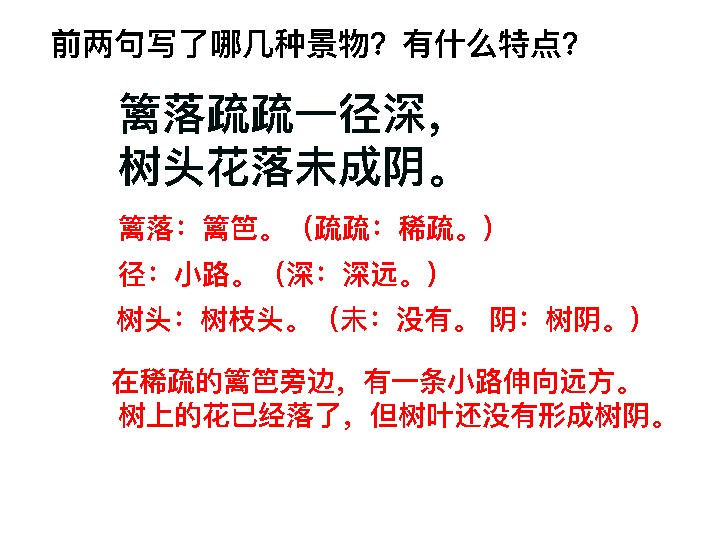 前两句写了哪几种景物？有什么特点？
篱落疏疏一径深，
树头花落未成阴。
篱落：篱笆。（疏疏：稀疏。）
径：小路。（深：深远。）
树头：树枝头。（未：没有。 阴：树阴。）
在稀疏的篱笆旁边，有一条小路伸向远方。
树上的花已经落了，但树叶还没有形成树阴。